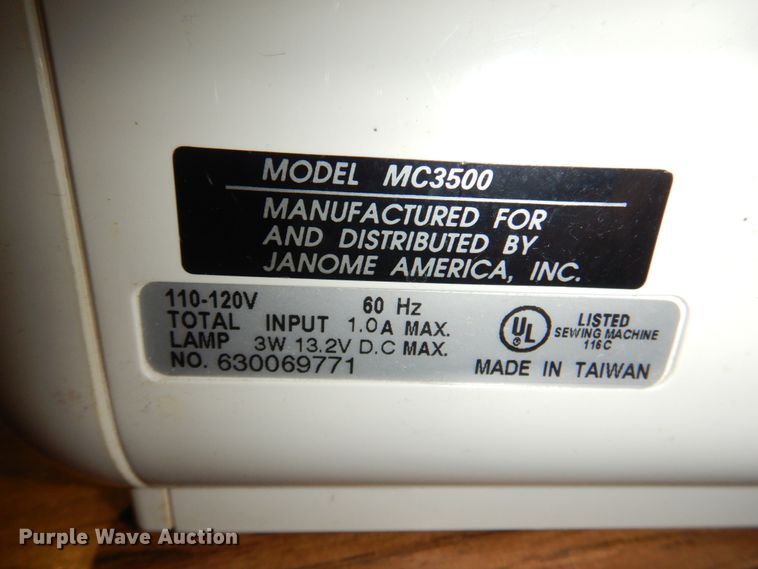 MODEL MC3500
MANUFACTURED FOR
AND DISTRIBUTED BY
JANOME AMERICA, INC.
110-120V 60 Hz
TOTAL INPUT 1.0A MAX.
LAMP 3W 13.2V D.C MAX.
NO. 630069771
UL
LISTED
SEWING MACHINE
116C
MADE IN TAIWAN
Purple Wave Auction